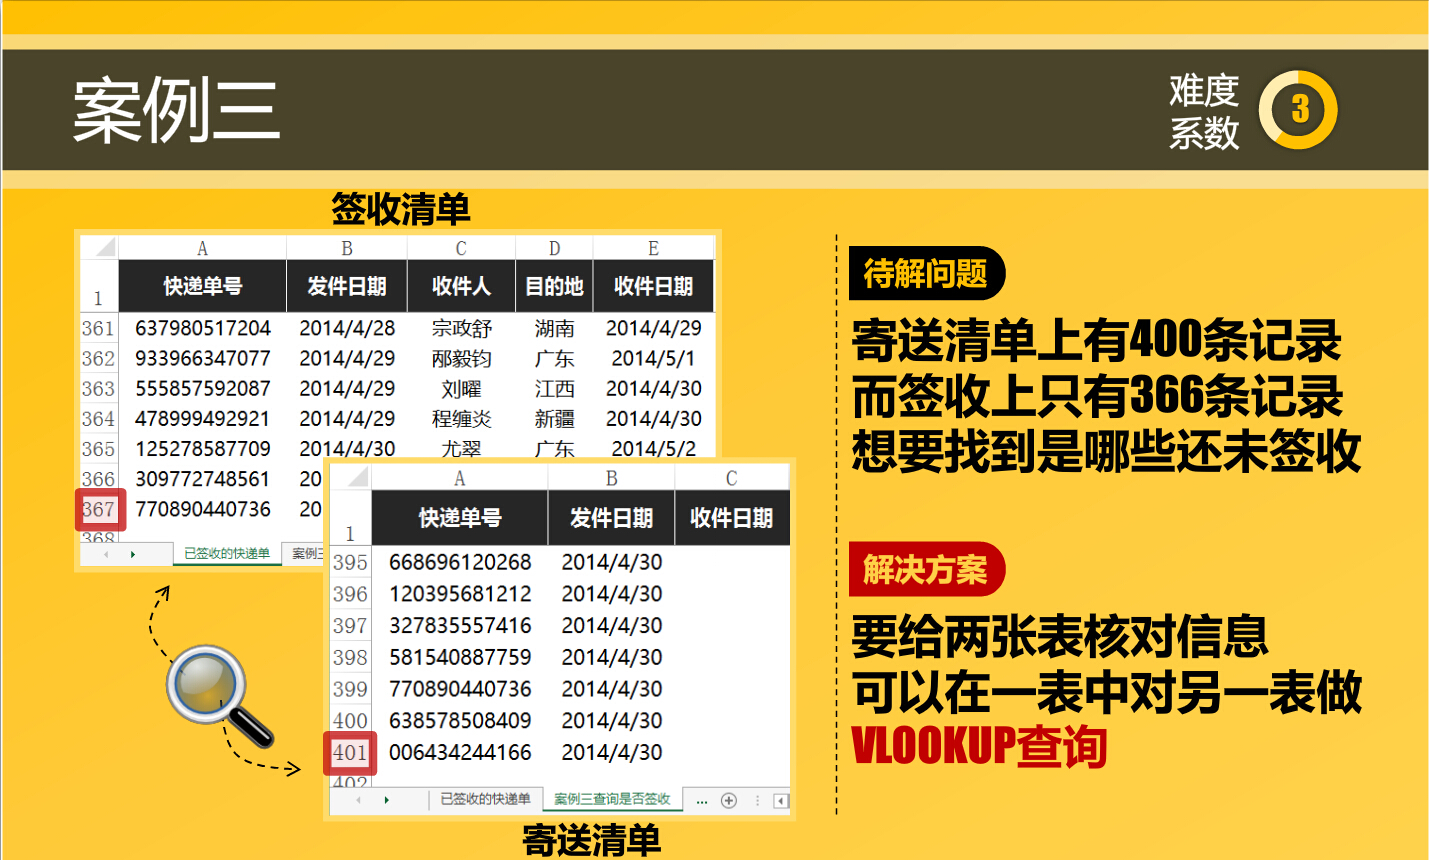 案例三
难度
系数
3
签收清单
A B C D E
1 快递单号 发件日期 收件人 目的地 收件日期
361 637980517204 2014/4/28 宗政舒 湖南 2014/4/29
362 933966347077 2014/4/29 邴毅钧 广东 2014/5/1
363 555857592087 2014/4/29 刘曜 江西 2014/4/30
364 478999492921 2014/4/29 程缠炎 新疆 2014/4/30
365 125278587709 2014/4/30 尤翠 广东 2014/5/2
366 309772748561 20
367 770890440736 20
368
已签收的快递单 案例三
A B C
1 快递单号 发件日期 收件日期
395 668696120268 2014/4/30
396 120395681212 2014/4/30
397 327835557416 2014/4/30
398 581540887759 2014/4/30
399 770890440736 2014/4/30
400 638578508409 2014/4/30
401 006434244166 2014/4/30
402
已签收的快递单 案例三查询是否签收 ...
寄送清单
待解问题
寄送清单上有400条记录
而签收上只有366条记录
想要找到是哪些还未签收
解决方案
要给两张表核对信息
可以在一表中对另一表做
VLOOKUP查询